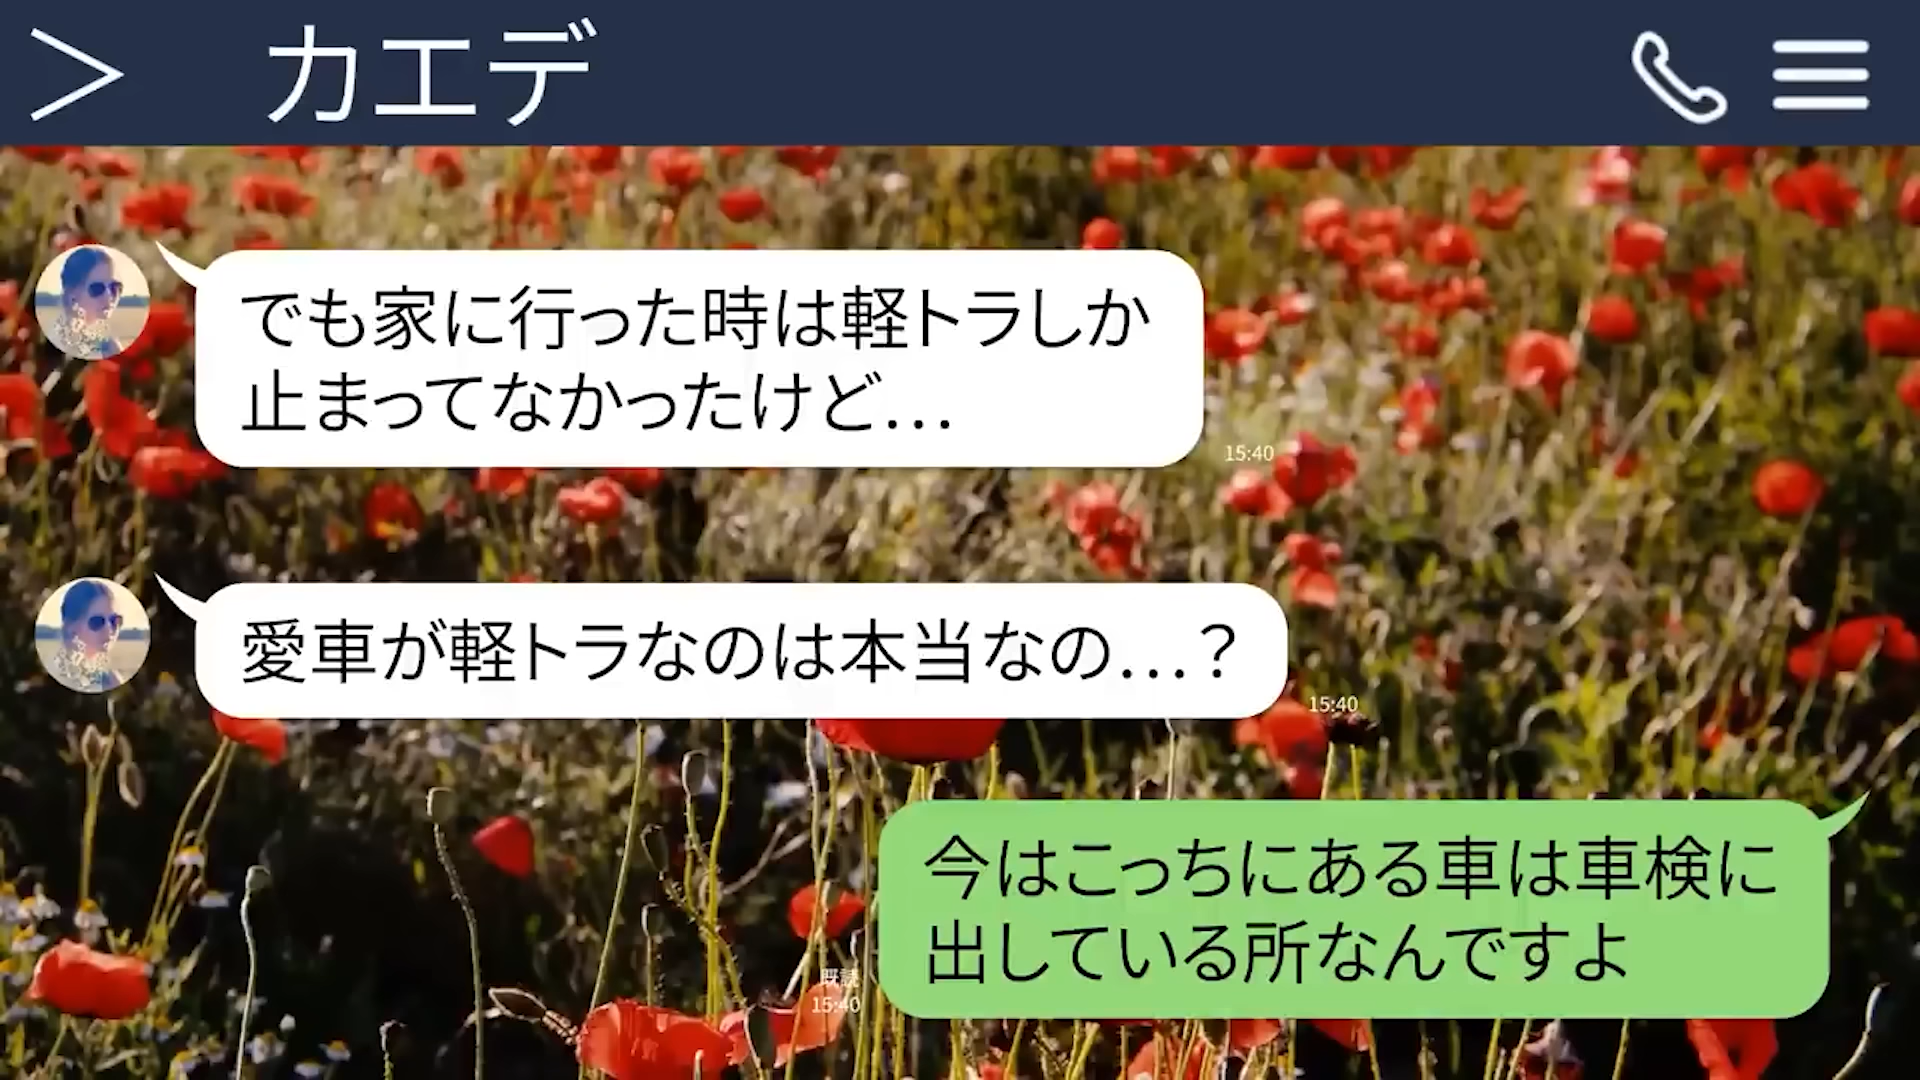 ＞ カエデ
でも家に行った時は軽トラしか
止まってなかったけど…
15:40
愛車が軽トラなのは本当なの…？
15:40
今はこっちにある車は車検に
出している所なんですよ
既読
15:40